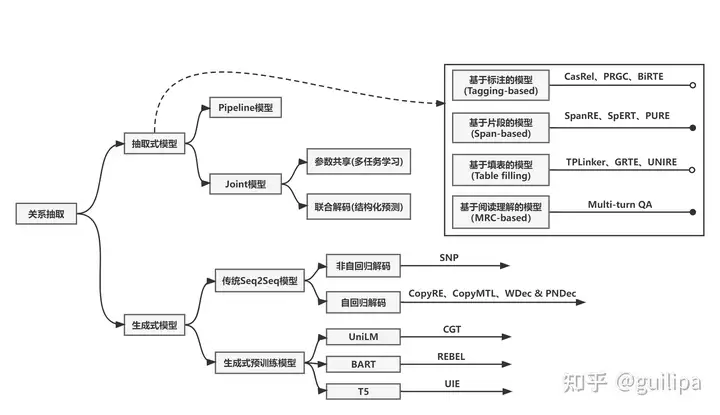 基于标注的模型
(Tagging-based)
CasRel、PRGC、BiRTE
Pipeline模型
基于片段的模型
(Span-based)
SpanRE、SpERT、PURE
抽取式模型
参数共享(多任务学习)
基于填表的模型
(Table filling)
TPLinker、GRTE、UNIRE
Joint模型
联合解码(结构化预测)
基于阅读理解的模型
(MRC-based)
Multi-turn QA
关系抽取
非自回归解码
SNP
传统Seq2Seq模型
自回归解码
CopyRE、CopyMTL、WDec & PNDec
生成式模型
UniLM
CGT
生成式预训练模型
BART
REBEL
T5
UIE
知乎 @guilipa